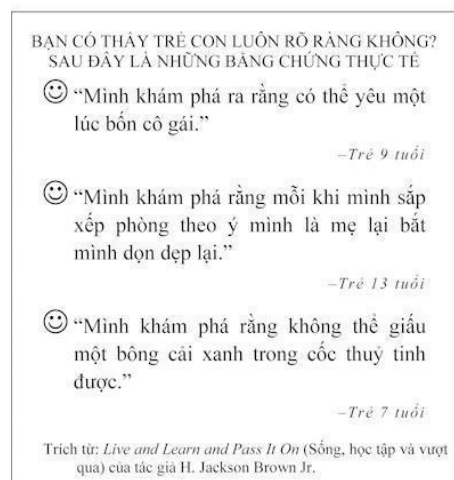 BẠN CÓ THẤY TRẺ CON LUÔN RÕ RÀNG KHÔNG?
SAU ĐÂY LÀ NHỮNG BẰNG CHỨNG THỰC TẾ
“Mình khám phá ra rằng có thể yêu một
lúc bốn cô gái.”
–Trẻ 9 tuổi
“Mình khám phá rằng mỗi khi mình sắp
xếp phòng theo ý mình là mẹ lại bắt
mình dọn dẹp lại.”
–Trẻ 13 tuổi
“Mình khám phá rằng không thể giấu
một bông cải xanh trong cốc thuỷ tinh
được.”
–Trẻ 7 tuổi
Trích từ: Live and Learn and Pass It On (Sống, học tập và vượt
qua) của tác giả H. Jackson Brown Jr.